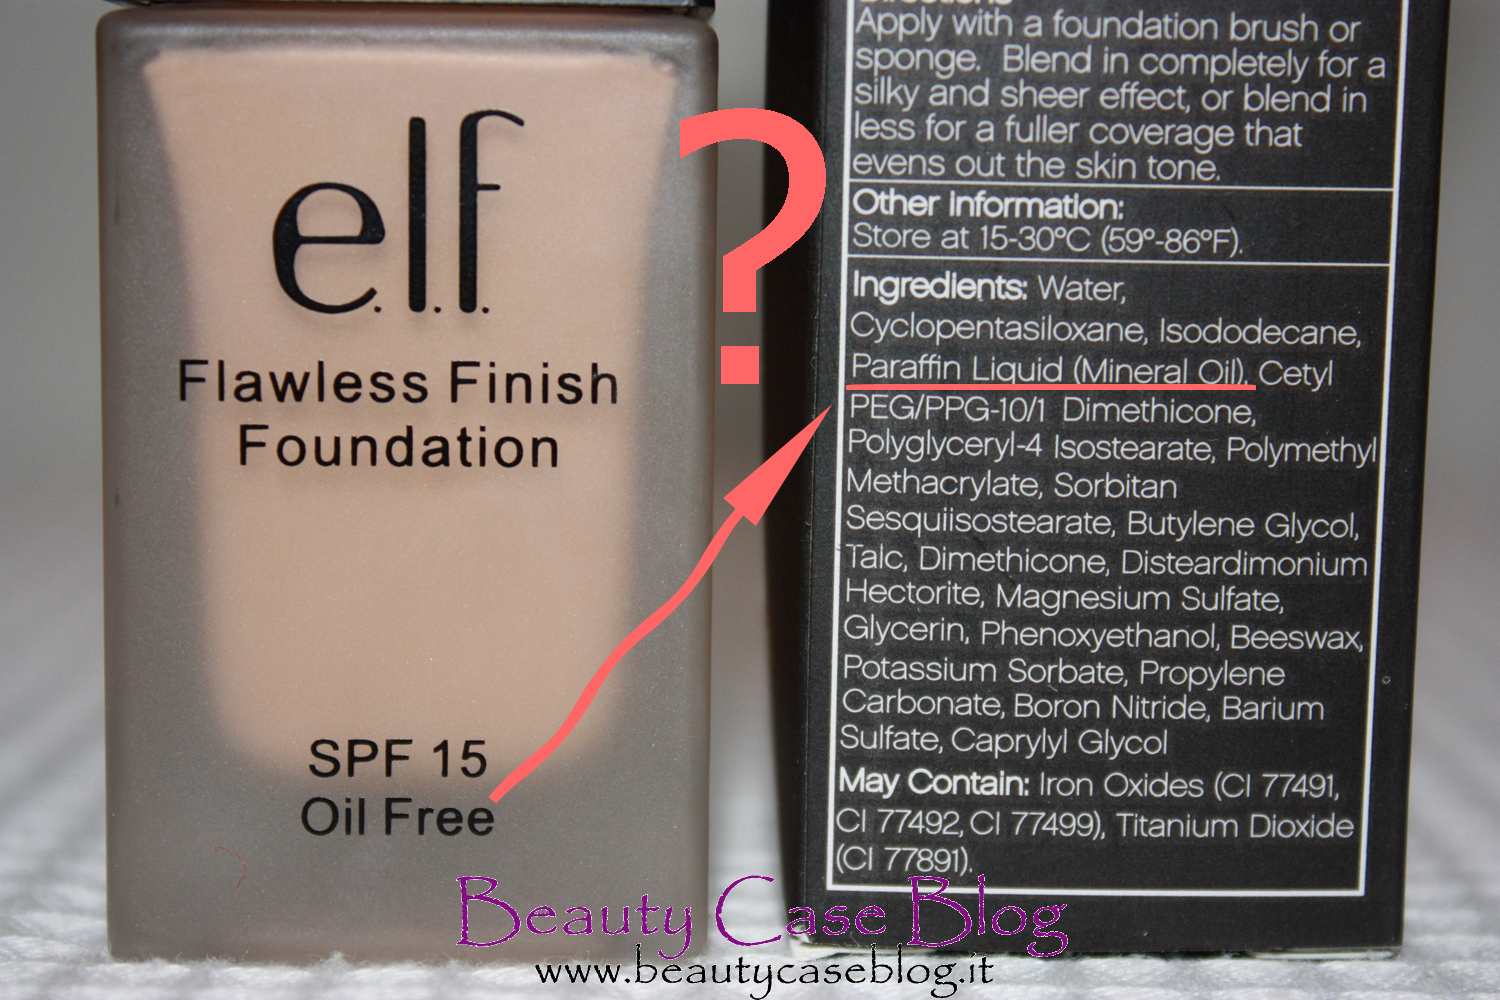 e.l.f.
Flawless Finish
Foundation
SPF 15
Oil Free
?
Directions
Apply with a foundation brush or
sponge. Blend in completely for a
silky and sheer effect, or blend in
less for a fuller coverage that
evens out the skin tone.
Other information:
Store at 15-30°C (59°-86°F).
Ingredients: Water,
Cyclopentasiloxane, Isododecane,
Paraffin Liquid (Mineral Oil), Cetyl
PEG/PPG-10/1 Dimethicone,
Polyglyceryl-4 Isostearate, Polymethyl
Methacrylate, Sorbitan
Sesquiisostearate, Butylene Glycol,
Talc, Dimethicone, Disteardimonium
Hectorite, Magnesium Sulfate,
Glycerin, Phenoxyethanol, Beeswax,
Potassium Sorbate, Propylene
Carbonate, Boron Nitride, Barium
Sulfate, Caprylyl Glycol
May Contain: Iron Oxides (CI 77491,
CI 77492, CI 77499), Titanium Dioxide
(CI 77891).
Beauty Case Blog
www.beautycaseblog.it